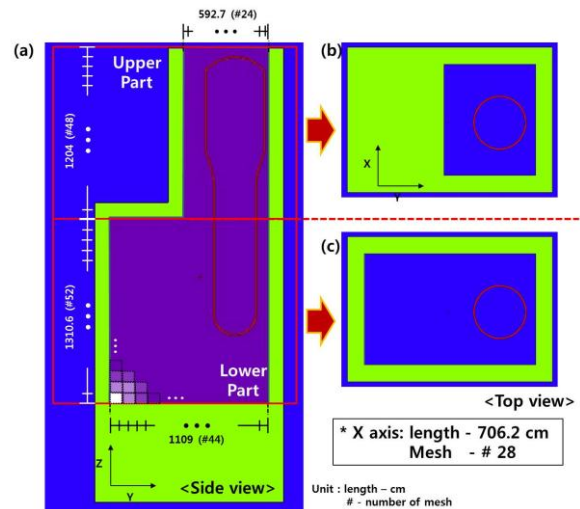 592.7 (#24)
(a)
Upper
Part
1204 (#48)
1310.6 (#52)
Lower
Part
1109 (#44)
Z
Y
<Side view>
(b)
X
Y
(c)
<Top view>
* X axis: length - 706.2 cm
Mesh - # 28
Unit : length – cm
# - number of mesh